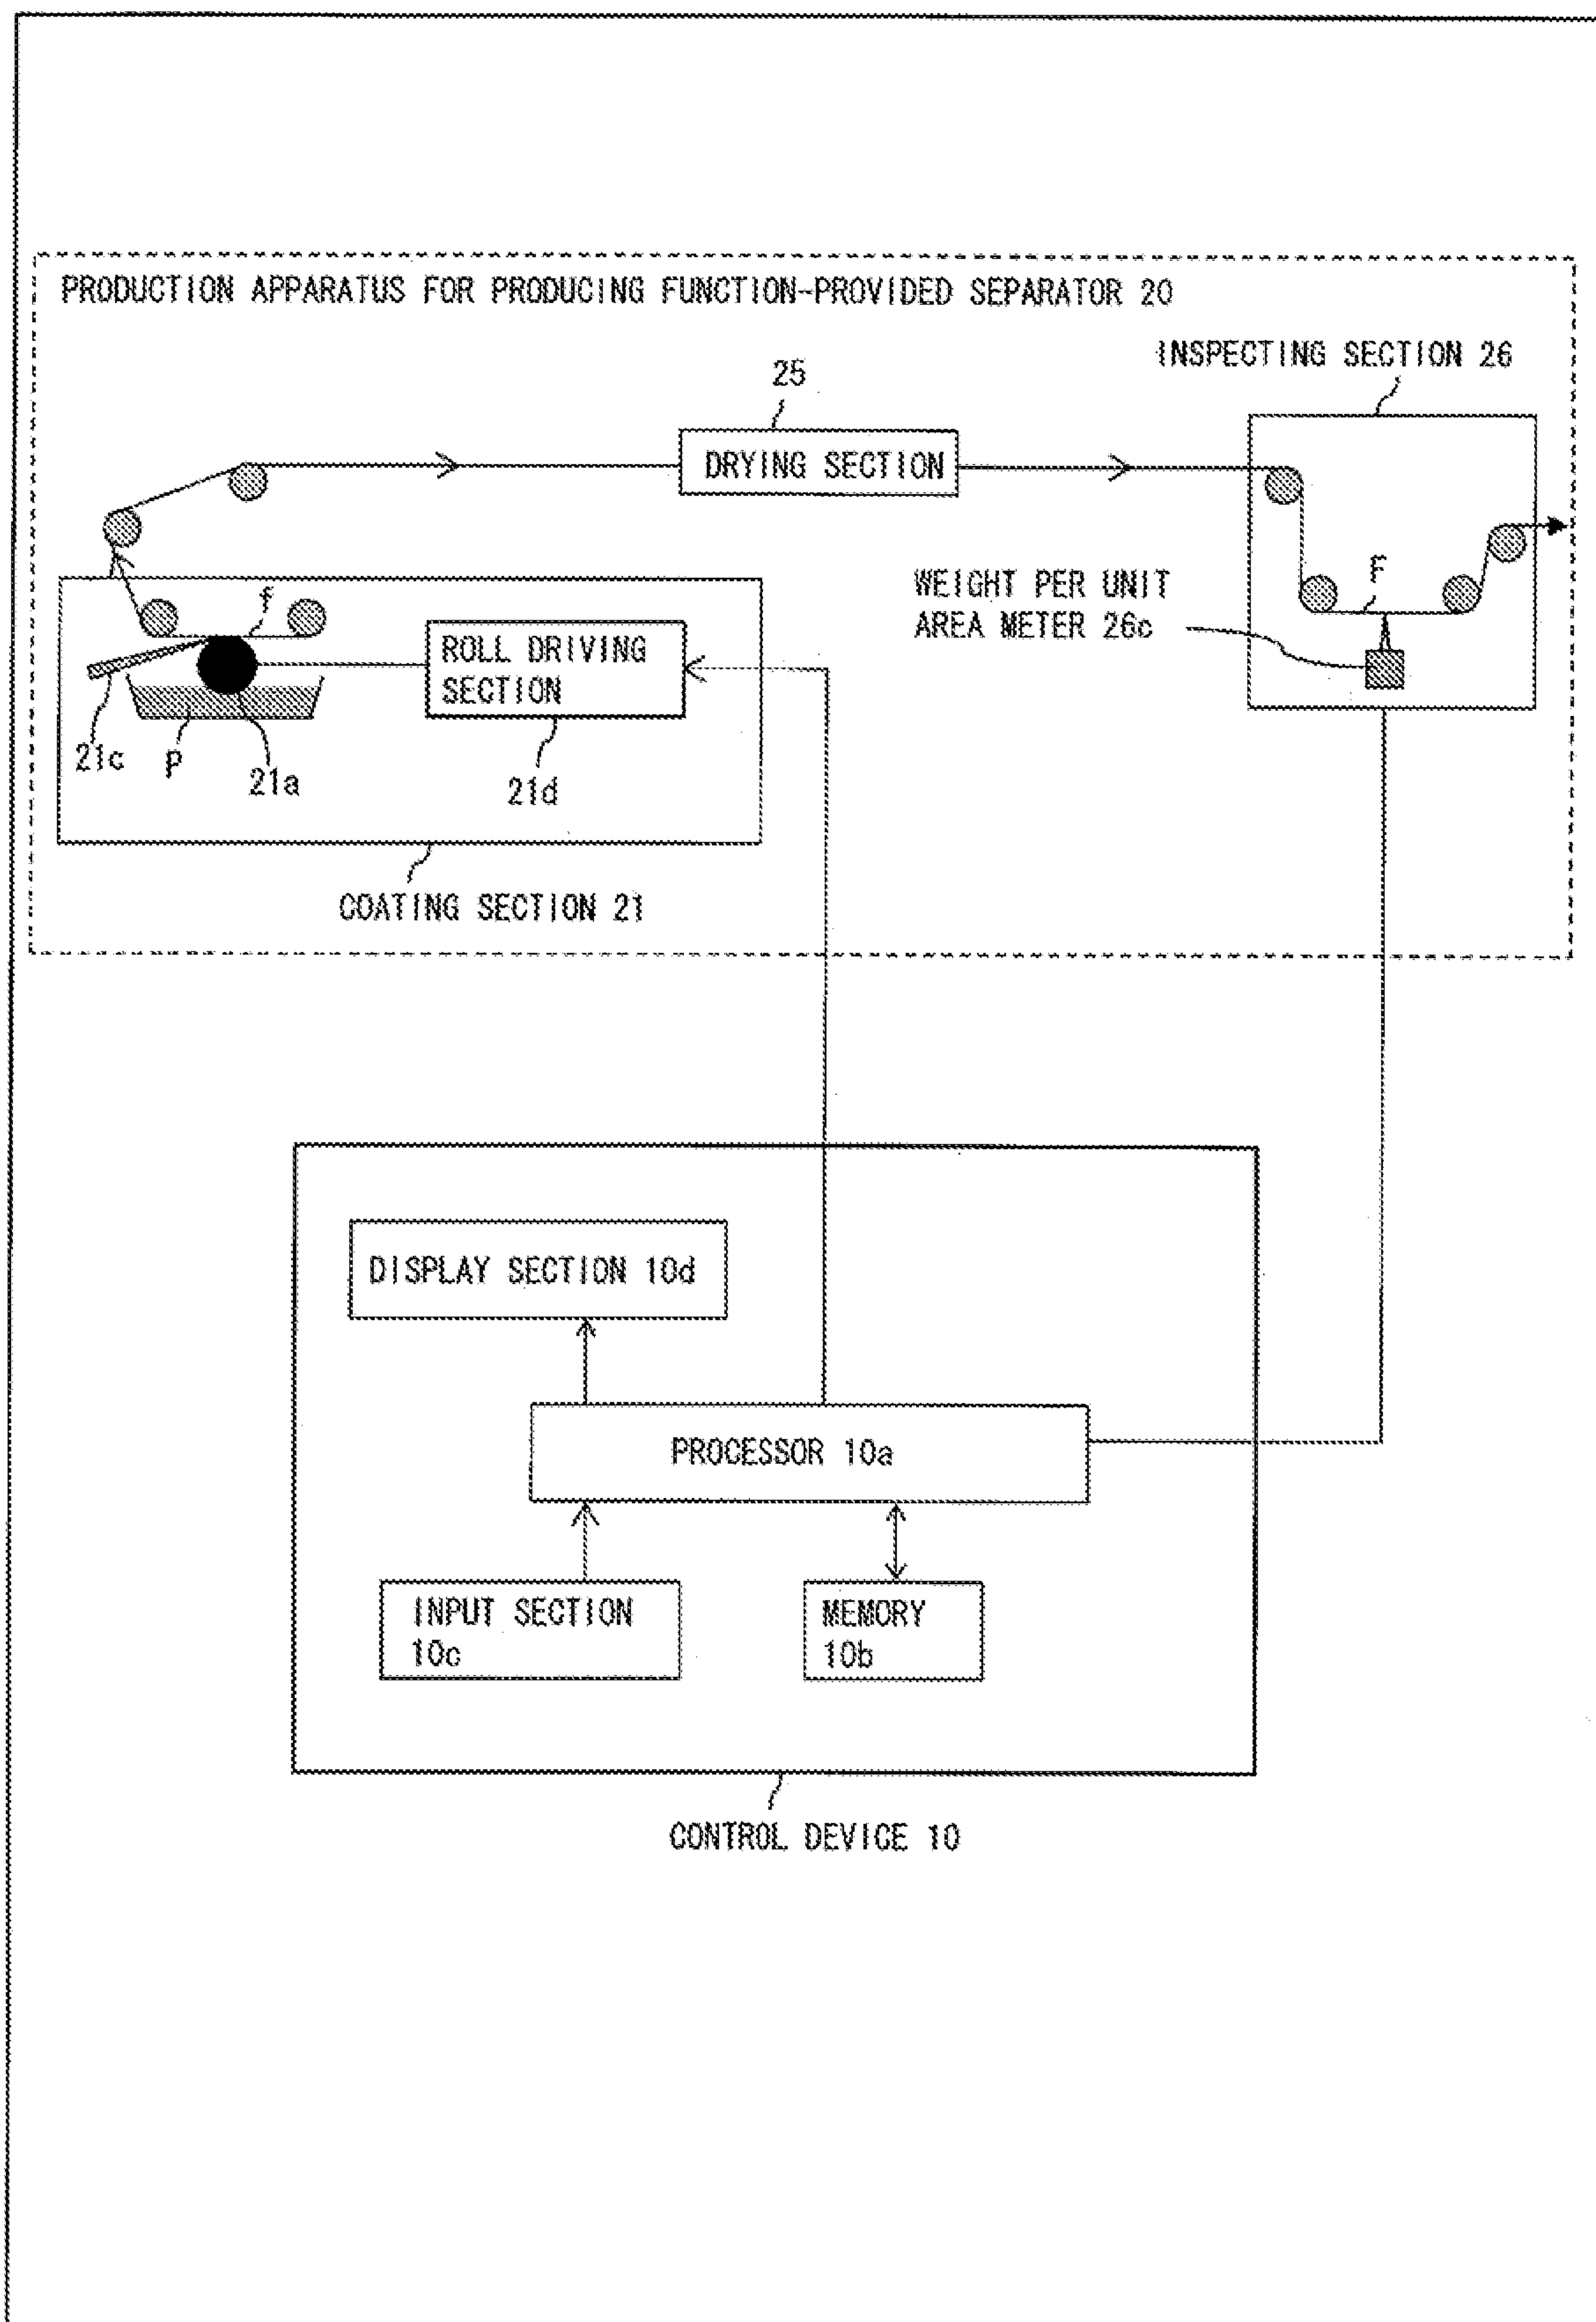 PRODUCTION APPARATUS FOR PRODUCING FUNCTION-PROVIDED SEPARATOR 20
INSPECTING SECTION 26
25
DRYING SECTION
f
F
WEIGHT PER UNIT
AREA METER 26c
ROLL DRIVING
SECTION
21c
P
21a
21d
COATING SECTION 21
DISPLAY SECTION 10d
PROCESSOR 10a
INPUT SECTION
10c
MEMORY
10b
CONTROL DEVICE 10